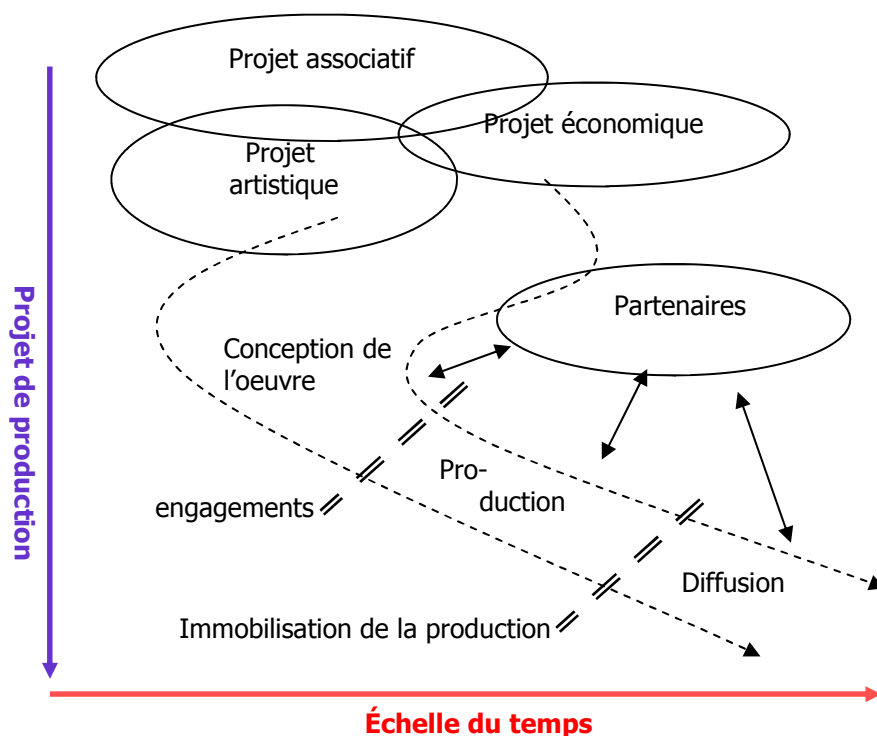 Projet associatif
Projet économique
Projet
artistique
Partenaires
Conception de
l'oeuvre
Pro-
duction
engagements
Diffusion
Immobilisation de la production
Projet de production
Échelle du temps